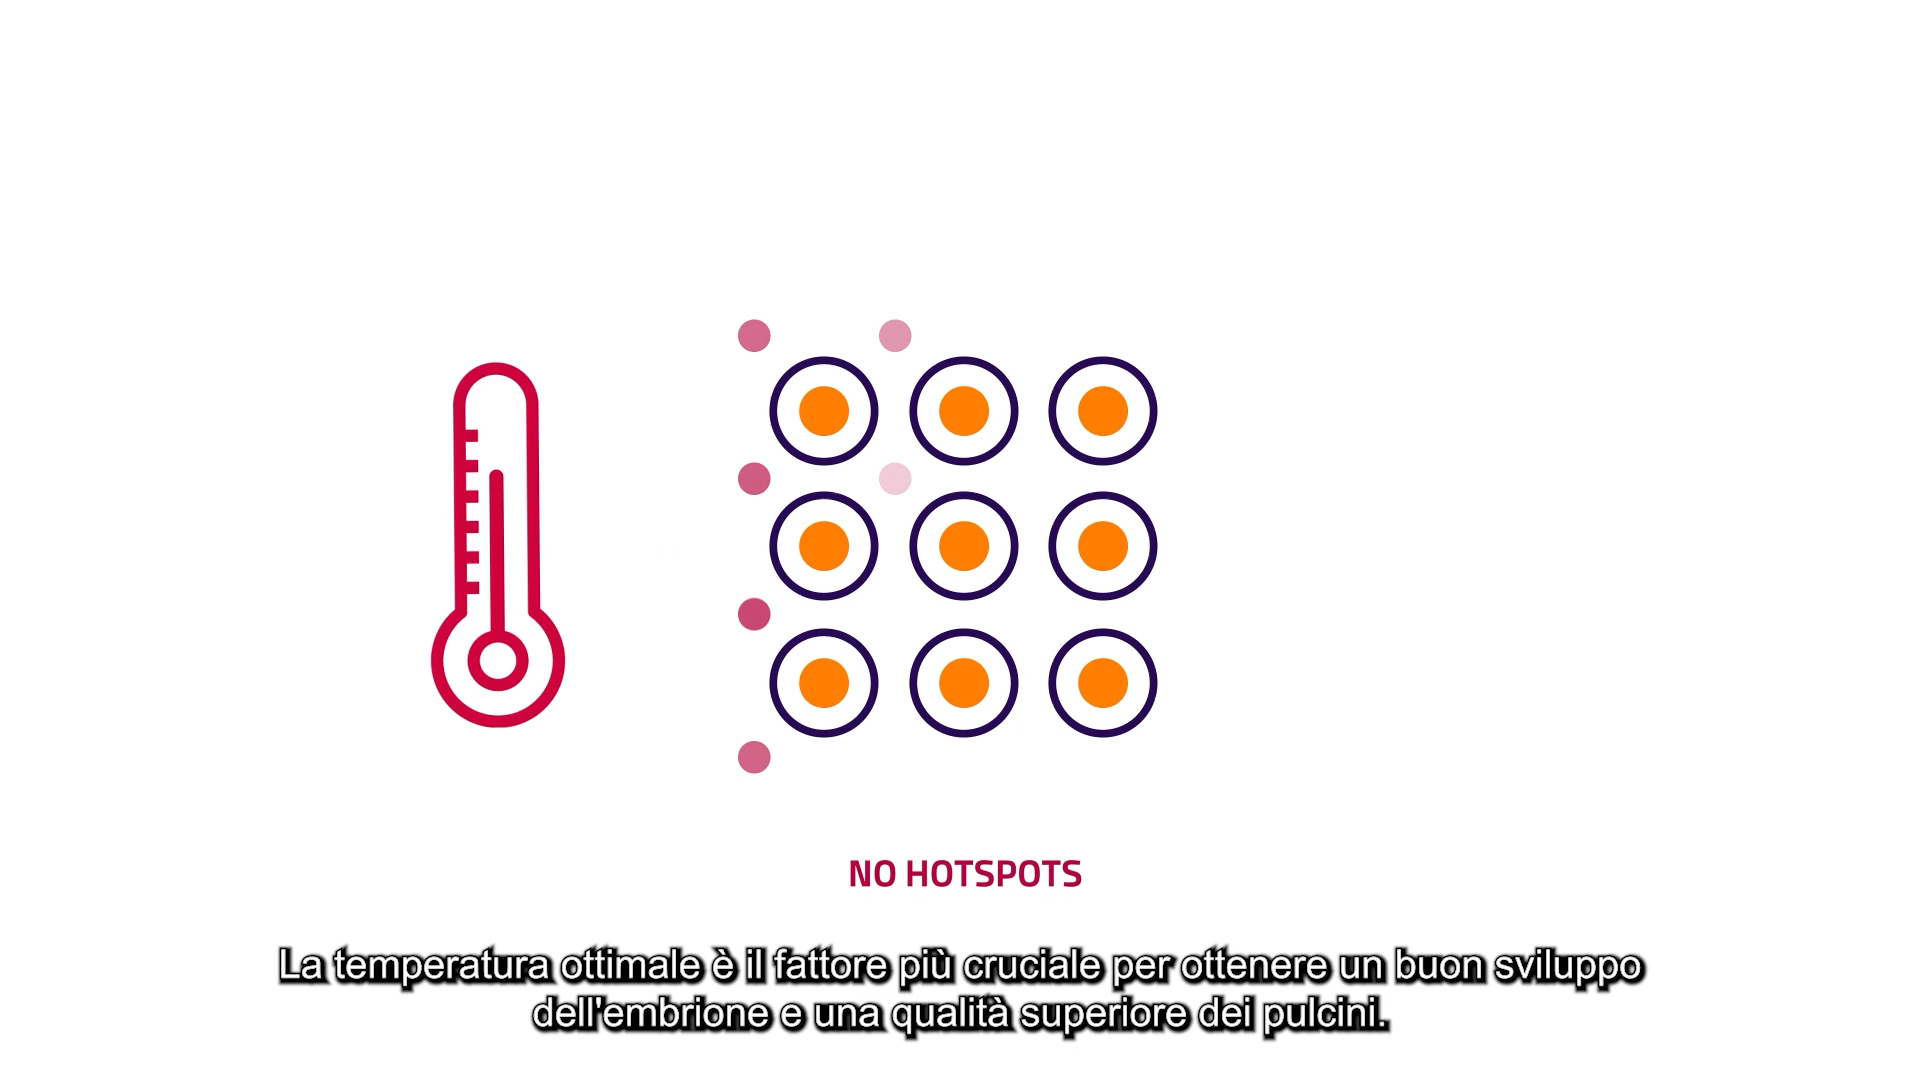 NO HOTSPOTS
La temperatura ottimale è il fattore più cruciale per ottenere un buon sviluppo
dell'embrione e una qualità superiore dei pulcini.